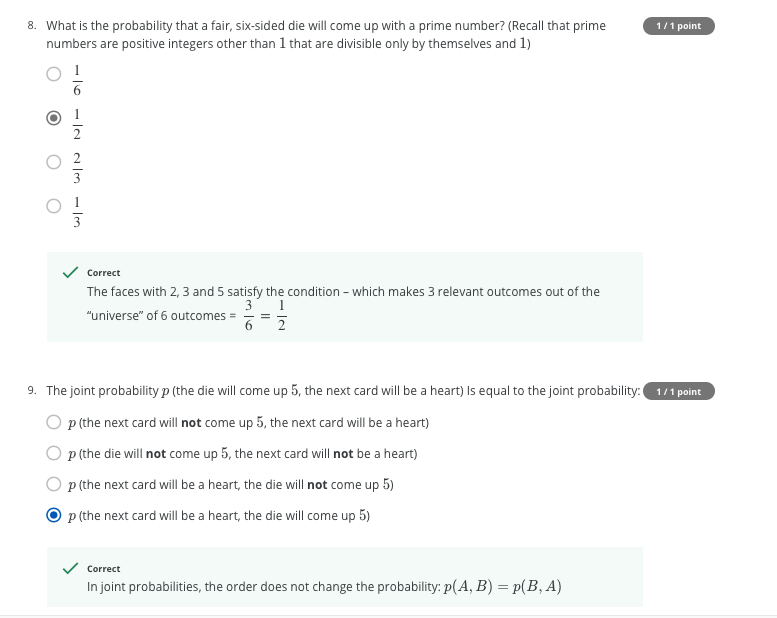 8. What is the probability that a fair, six-sided die will come up with a prime number? (Recall that prime
1 / 1 point
numbers are positive integers other than 1 that are divisible only by themselves and 1)
1/6
1/2
2/3
1/3
Correct
The faces with 2, 3 and 5 satisfy the condition – which makes 3 relevant outcomes out of the
“universe” of 6 outcomes = 3/6 = 1/2
9. The joint probability p (the die will come up 5, the next card will be a heart) Is equal to the joint probability:
1 / 1 point
p (the next card will not come up 5, the next card will be a heart)
p (the die will not come up 5, the next card will not be a heart)
p (the next card will be a heart, the die will not come up 5)
p (the next card will be a heart, the die will come up 5)
Correct
In joint probabilities, the order does not change the probability: p(A, B) = p(B, A)